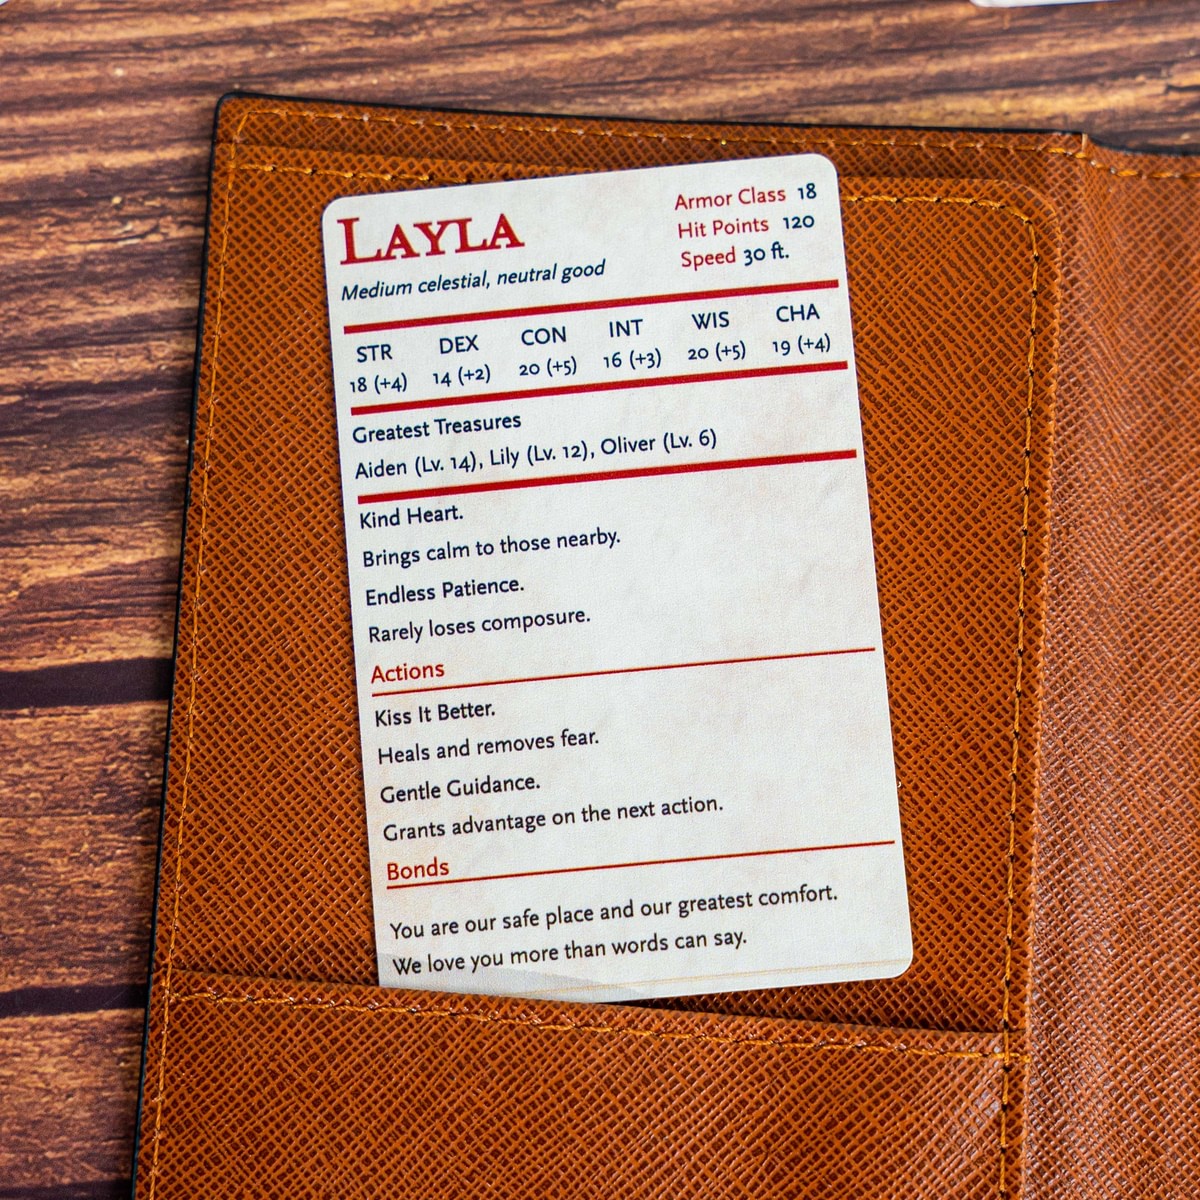 LAYLA
Medium celestial, neutral good
Armor Class 18
Hit Points 120
Speed 30 ft.
STR DEX CON INT WIS CHA
18 (+4) 14 (+2) 20 (+5) 16 (+3) 20 (+5) 19 (+4)
Greatest Treasures
Aiden (Lv. 14), Lily (Lv. 12), Oliver (Lv. 6)
Kind Heart.
Brings calm to those nearby.
Endless Patience.
Rarely loses composure.
Actions
Kiss It Better.
Heals and removes fear.
Gentle Guidance.
Grants advantage on the next action.
Bonds
You are our safe place and our greatest comfort.
We love you more than words can say.